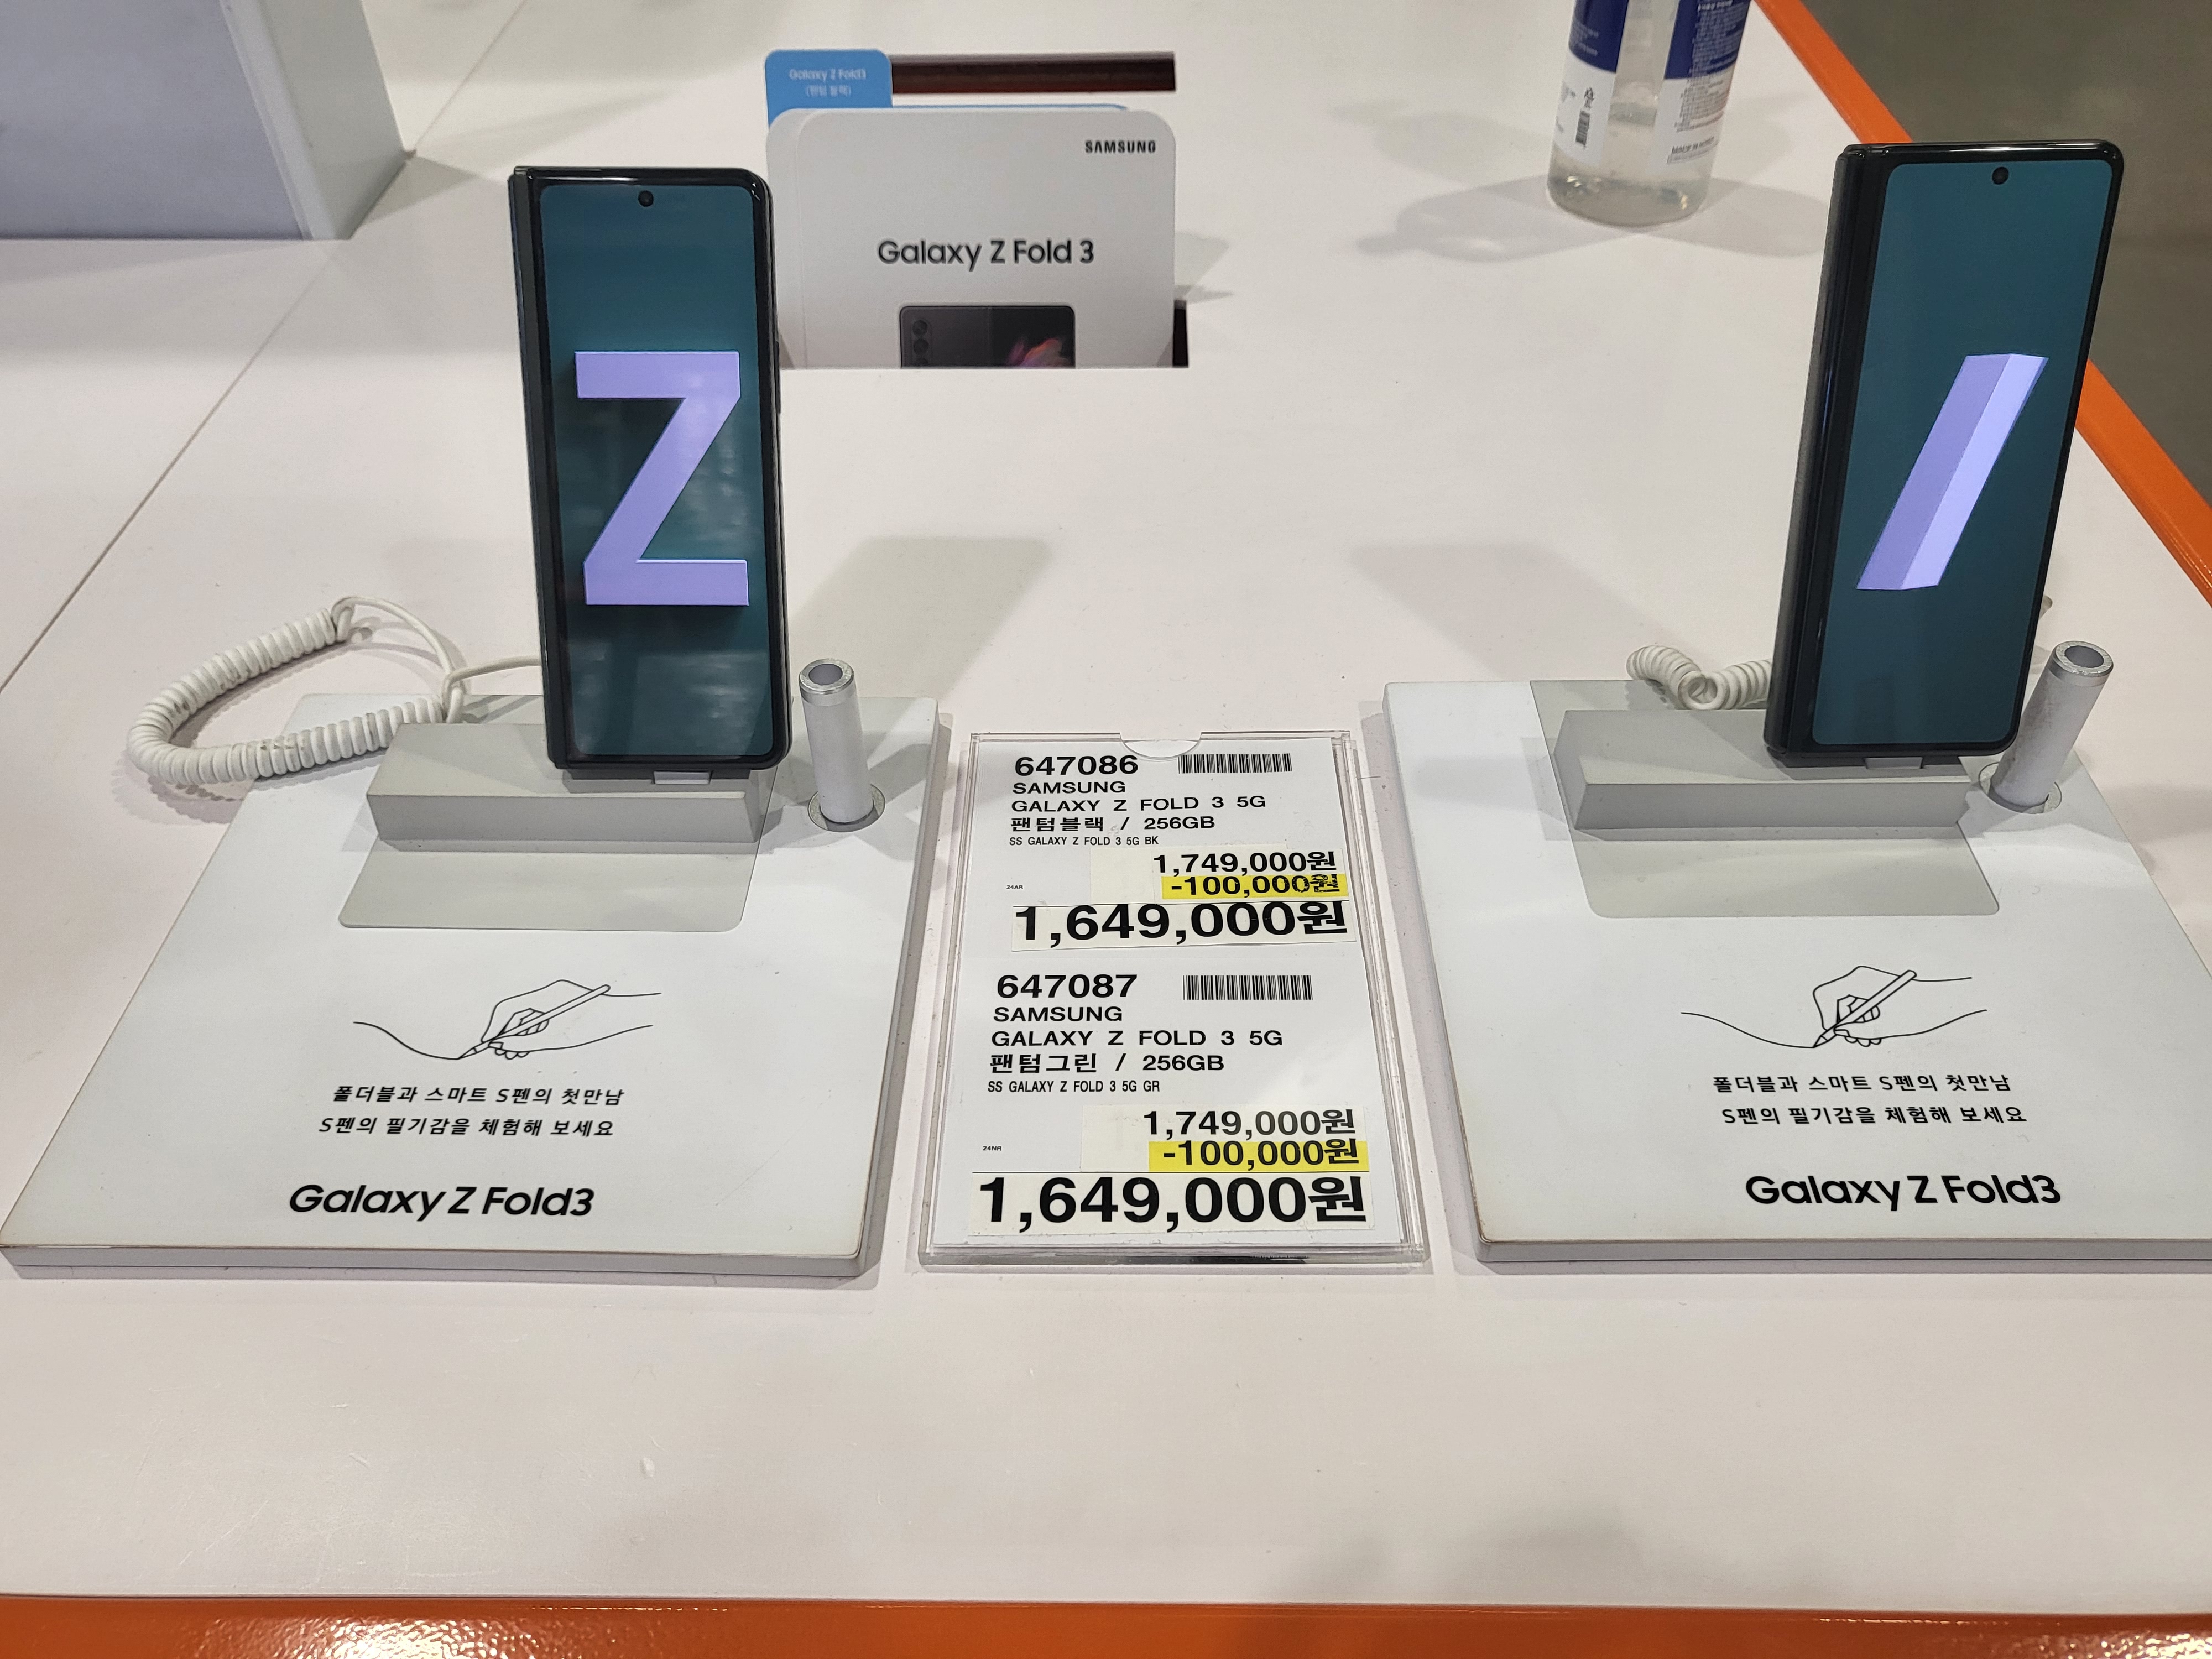 Galaxy Z Fold3
(팬텀 블랙)
SAMSUNG
Galaxy Z Fold 3
Z
647086
SAMSUNG
GALAXY Z FOLD 3 5G
팬텀블랙 / 256GB
SS GALAXY Z FOLD 3 5G BK
1,749,000원
24AR
-100,000원
1,649,000원
647087
SAMSUNG
GALAXY Z FOLD 3 5G
팬텀그린 / 256GB
SS GALAXY Z FOLD 3 5G GR
1,749,000원
24NR
-100,000원
1,649,000원
폴더블과 스마트 S펜의 첫만남
S펜의 필기감을 체험해 보세요
Galaxy Z Fold3
폴더블과 스마트 S펜의 첫만남
S펜의 필기감을 체험해 보세요
Galaxy Z Fold3